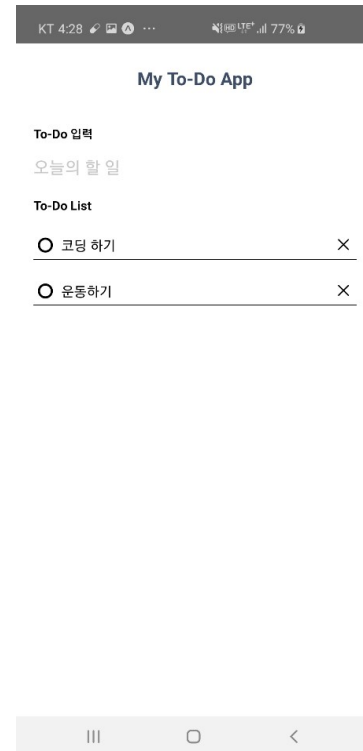 KT 4:28 ... LTE+ 77%
My To-Do App
To-Do 입력
오늘의 할 일
To-Do List
코딩 하기
운동하기